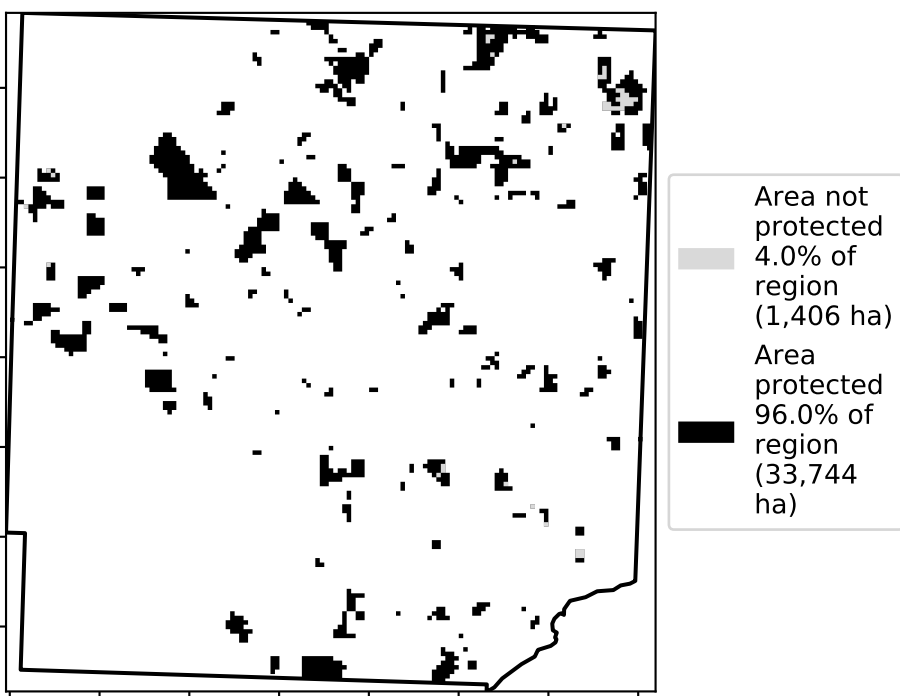 Area not
protected
4.0% of
region
(1,406 ha)
Area
protected
96.0% of
region
(33,744
ha)